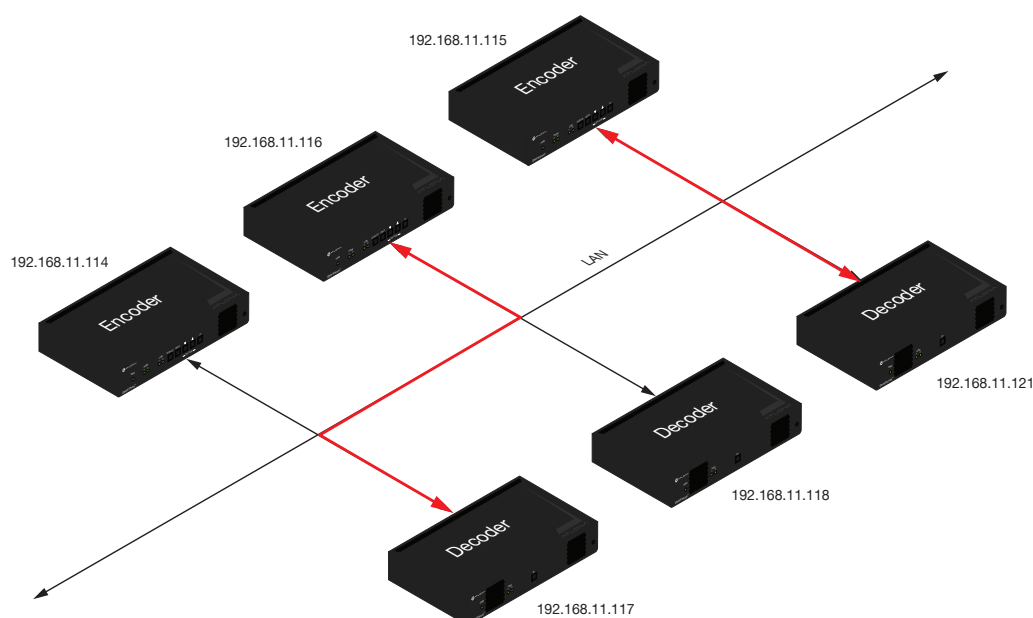 192.168.11.115
Encoder
192.168.11.116
Encoder
LAN
192.168.11.114
Encoder
Decoder
192.168.11.121
Decoder
192.168.11.118
Decoder
192.168.11.117